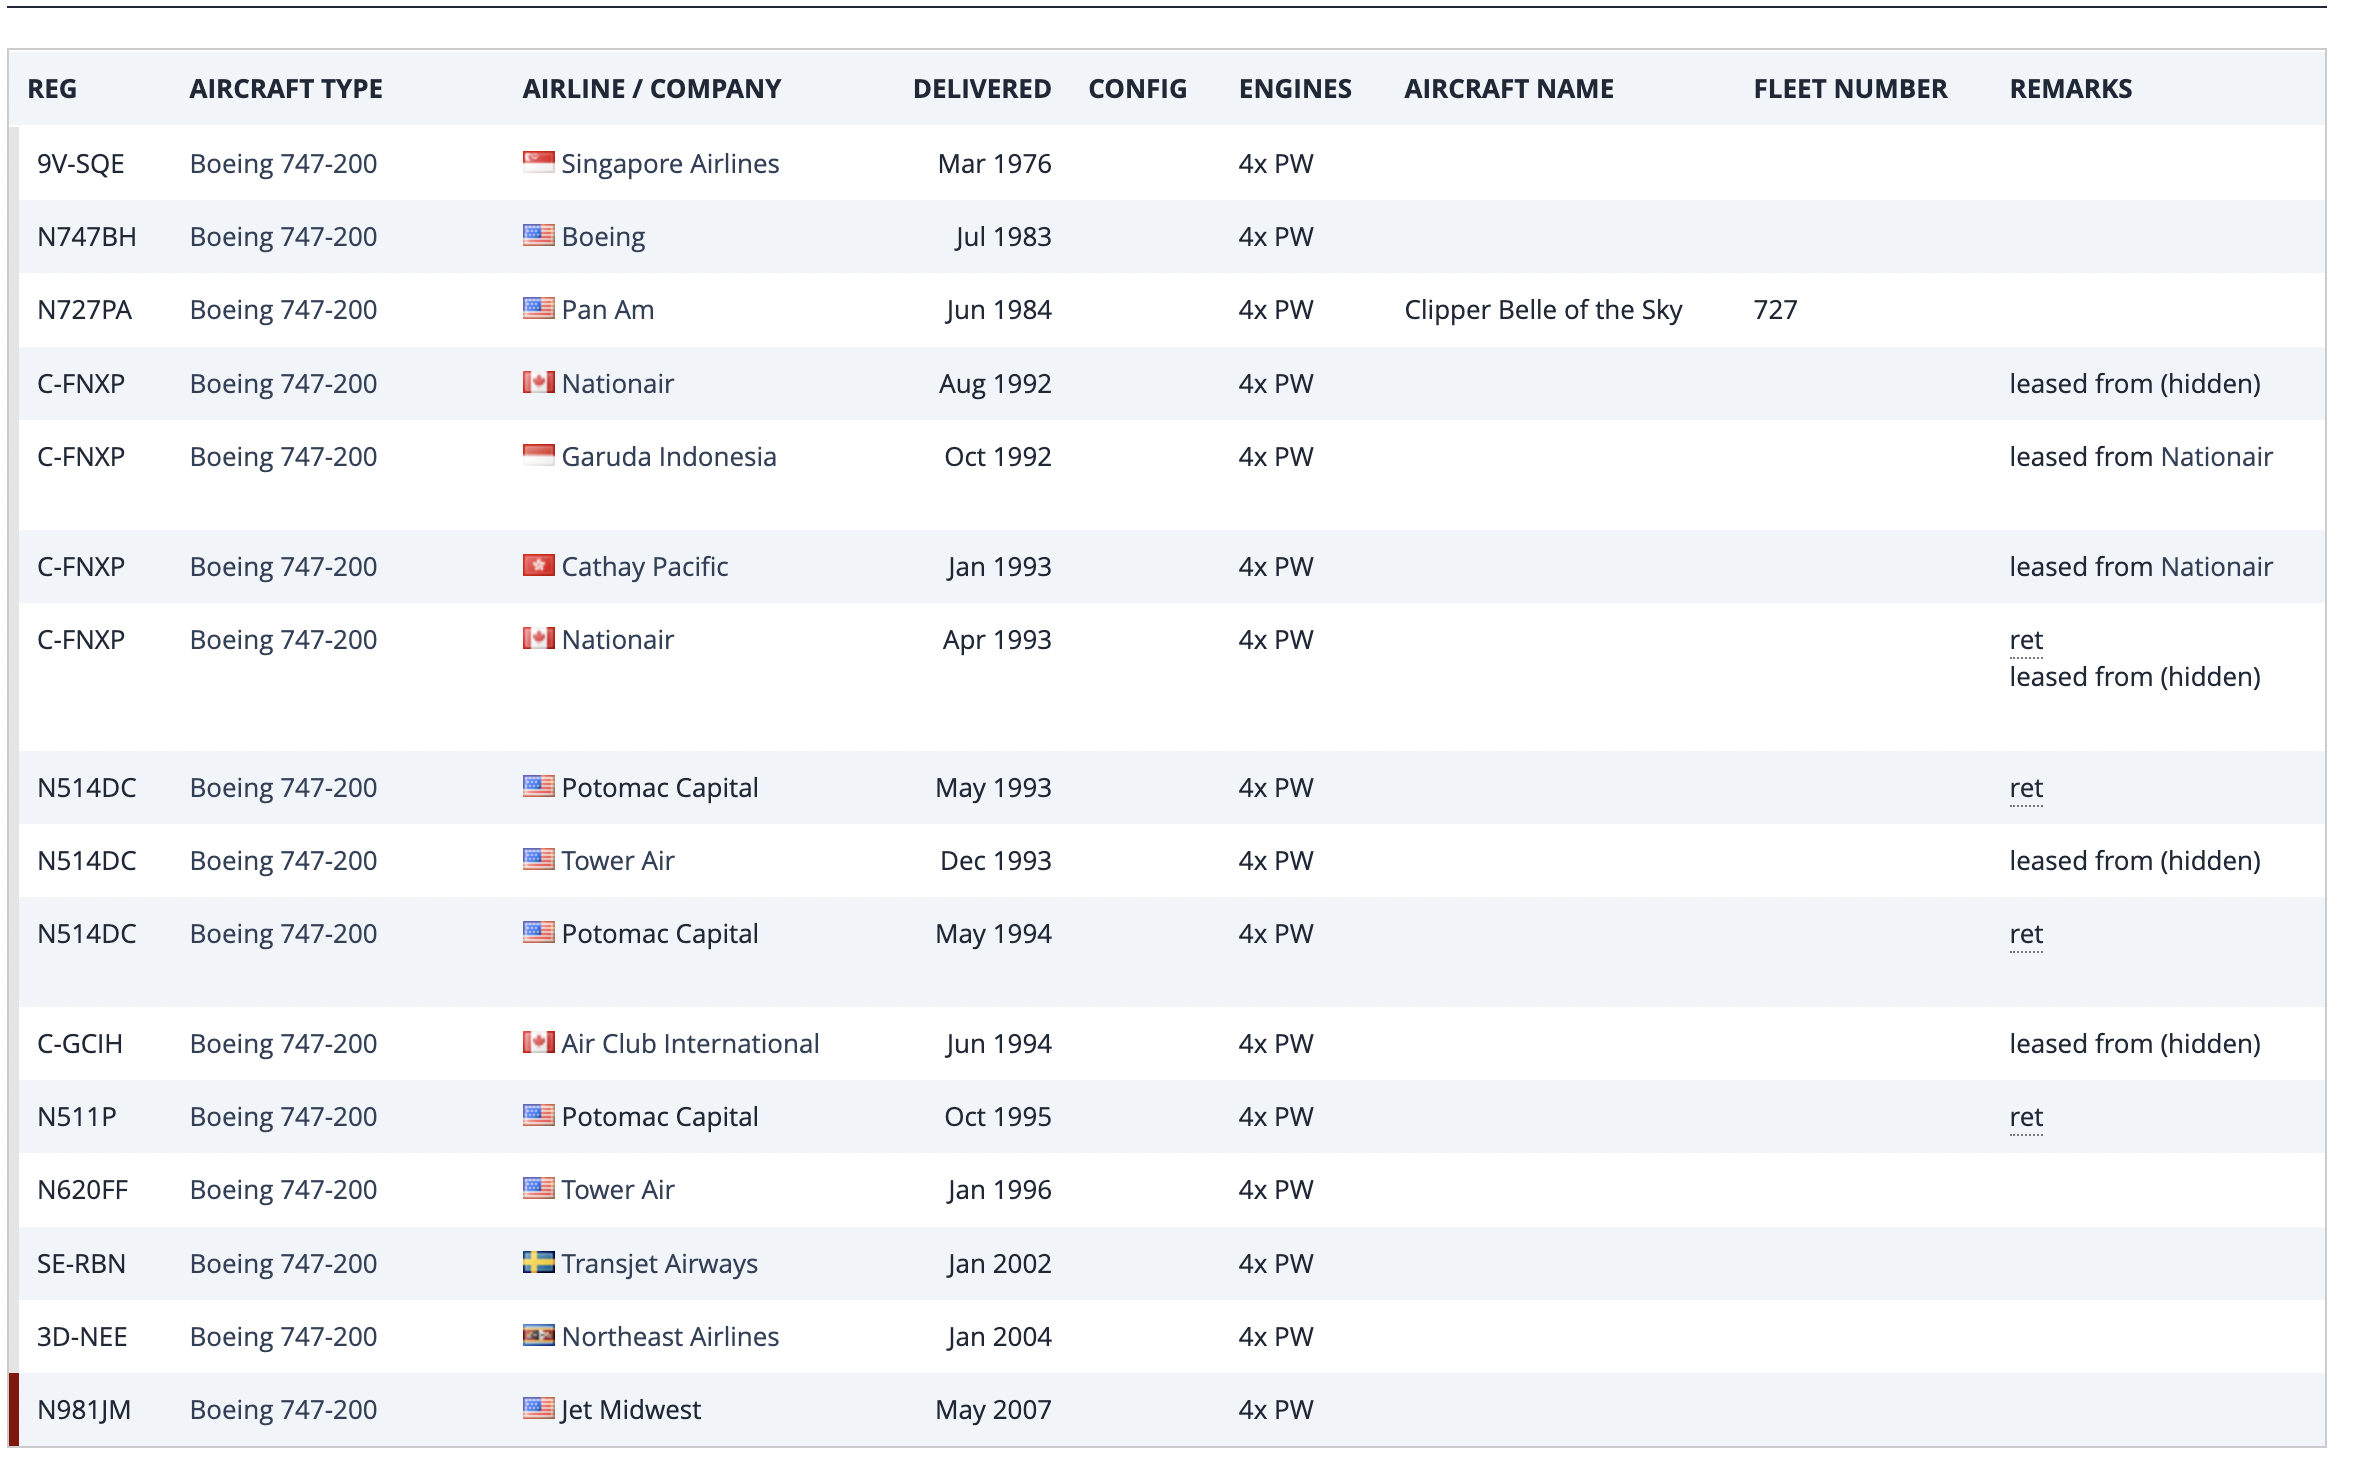 REG AIRCRAFT TYPE AIRLINE / COMPANY DELIVERED CONFIG ENGINES AIRCRAFT NAME FLEET NUMBER REMARKS
9V-SQE Boeing 747-200 Singapore Airlines Mar 1976 4x PW
N747BH Boeing 747-200 Boeing Jul 1983 4x PW
N727PA Boeing 747-200 Pan Am Jun 1984 4x PW Clipper Belle of the Sky 727
C-FNXP Boeing 747-200 Nationair Aug 1992 4x PW leased from (hidden)
C-FNXP Boeing 747-200 Garuda Indonesia Oct 1992 4x PW leased from Nationair
C-FNXP Boeing 747-200 Cathay Pacific Jan 1993 4x PW leased from Nationair
C-FNXP Boeing 747-200 Nationair Apr 1993 4x PW ret
leased from (hidden)
N514DC Boeing 747-200 Potomac Capital May 1993 4x PW ret
N514DC Boeing 747-200 Tower Air Dec 1993 4x PW leased from (hidden)
N514DC Boeing 747-200 Potomac Capital May 1994 4x PW ret
C-GCIH Boeing 747-200 Air Club International Jun 1994 4x PW leased from (hidden)
N511P Boeing 747-200 Potomac Capital Oct 1995 4x PW ret
N620FF Boeing 747-200 Tower Air Jan 1996 4x PW
SE-RBN Boeing 747-200 Transjet Airways Jan 2002 4x PW
3D-NEE Boeing 747-200 Northeast Airlines Jan 2004 4x PW
N981JM Boeing 747-200 Jet Midwest May 2007 4x PW